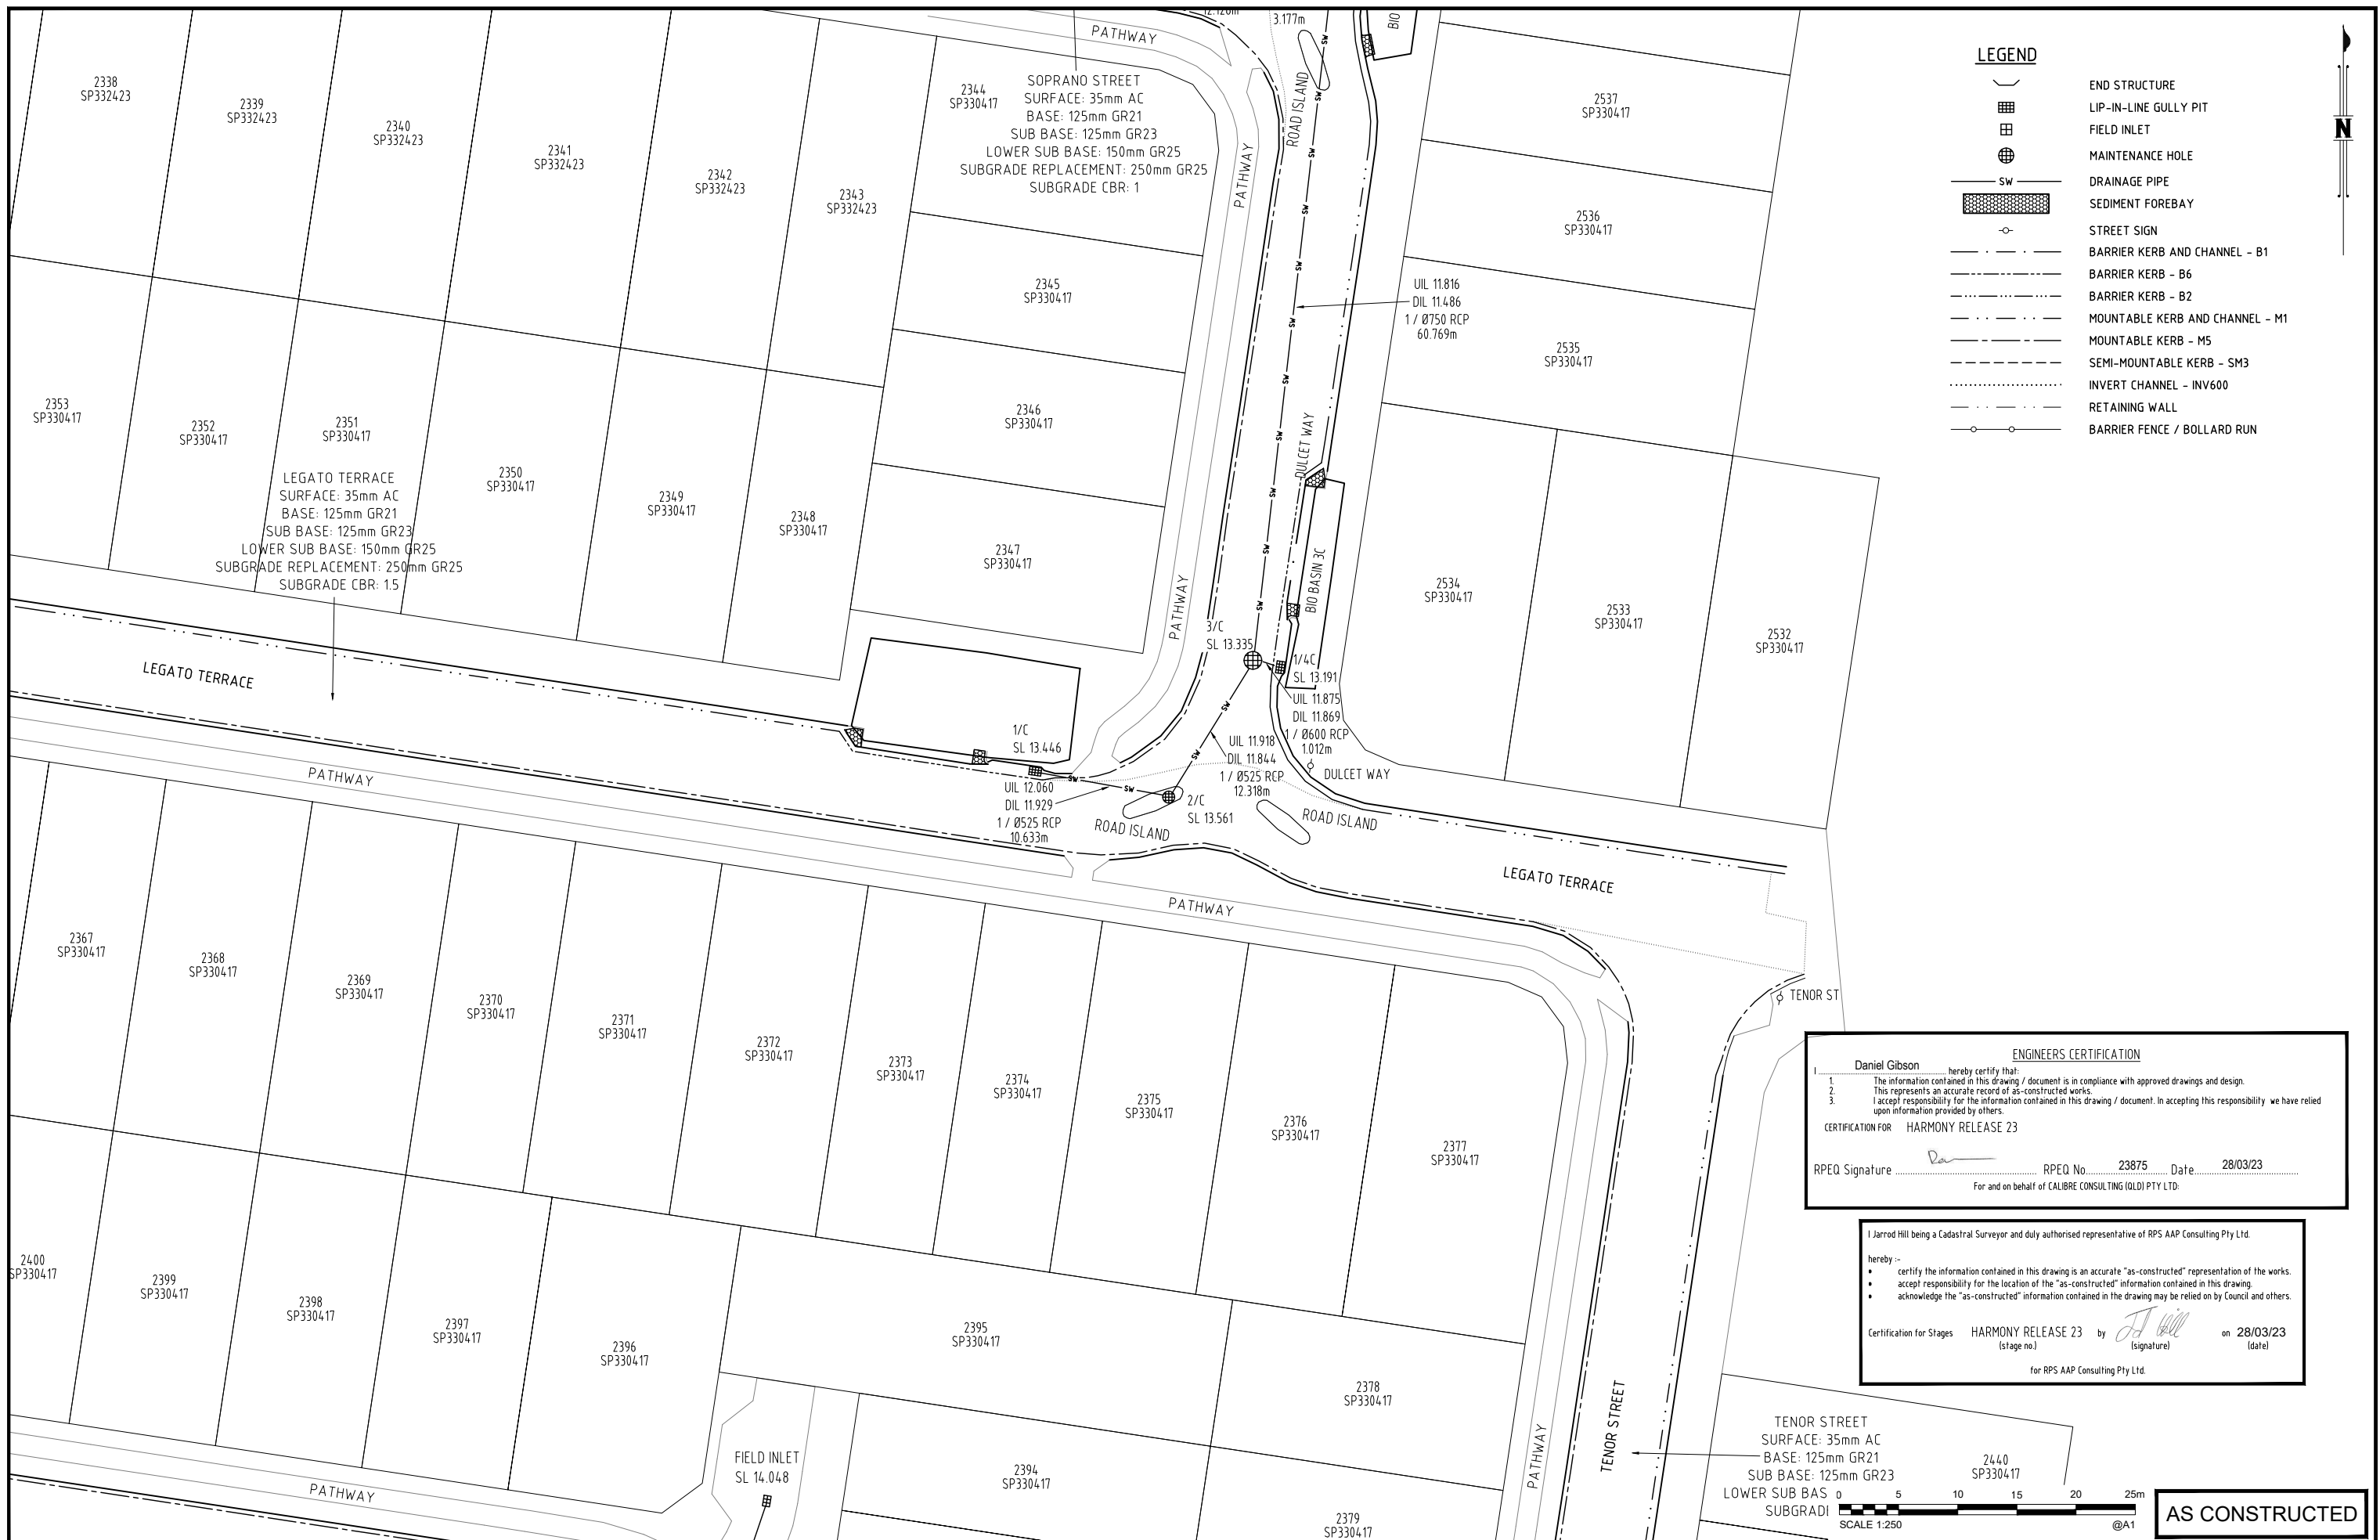 12.126m
3.177m
BIO
PATHWAY
2338
SP332423
2339
SP332423
2340
SP332423
2341
SP332423
2342
SP332423
2343
SP332423
2344
SP330417
SOPRANO STREET
SURFACE: 35mm AC
BASE: 125mm GR21
SUB BASE: 125mm GR23
LOWER SUB BASE: 150mm GR25
SUBGRADE REPLACEMENT: 250mm GR25
SUBGRADE CBR: 1
PATHWAY
ROAD ISLAND
SW
SW
SW
SW
SW
SW
SW
SW
SW
SW
SW
2537
SP330417
2536
SP330417
2535
SP330417
2345
SP330417
2346
SP330417
2347
SP330417
UIL 11.816
DIL 11.486
1 / Ø750 RCP
60.769m
DULCET WAY
BIO BASIN 3C
LEGEND
END STRUCTURE
LIP-IN-LINE GULLY PIT
FIELD INLET
MAINTENANCE HOLE
SW DRAINAGE PIPE
SEDIMENT FOREBAY
STREET SIGN
BARRIER KERB AND CHANNEL - B1
BARRIER KERB - B6
BARRIER KERB - B2
MOUNTABLE KERB AND CHANNEL - M1
MOUNTABLE KERB - M5
SEMI-MOUNTABLE KERB - SM3
INVERT CHANNEL - INV600
RETAINING WALL
BARRIER FENCE / BOLLARD RUN
N
2353
SP330417
2352
SP330417
2351
SP330417
2350
SP330417
2349
SP330417
2348
SP330417
LEGATO TERRACE
SURFACE: 35mm AC
BASE: 125mm GR21
SUB BASE: 125mm GR23
LOWER SUB BASE: 150mm GR25
SUBGRADE REPLACEMENT: 250mm GR25
SUBGRADE CBR: 1.5
2534
SP330417
2533
SP330417
2532
SP330417
PATHWAY
LEGATO TERRACE
3/C
SL 13.335
1/4C
SL 13.191
UIL 11.875
DIL 11.869
1 / Ø600 RCP
1.012m
SW
SW
UIL 11.918
DIL 11.844
1 / Ø525 RCP
12.318m
DULCET WAY
1/C
SL 13.446
SW
SW
UIL 12.060
DIL 11.929
1 / Ø525 RCP
10.633m
2/C
SL 13.561
ROAD ISLAND
ROAD ISLAND
PATHWAY
LEGATO TERRACE
PATHWAY
2367
SP330417
2368
SP330417
2369
SP330417
2370
SP330417
2371
SP330417
2372
SP330417
2373
SP330417
2374
SP330417
2375
SP330417
2376
SP330417
2377
SP330417
TENOR ST
2400
SP330417
2399
SP330417
2398
SP330417
2397
SP330417
2396
SP330417
2395
SP330417
2378
SP330417
2394
SP330417
2379
SP330417
FIELD INLET
SL 14.048
PATHWAY
PATHWAY
TENOR STREET
ENGINEERS CERTIFICATION
I Daniel Gibson hereby certify that:
1. The information contained in this drawing / document is in compliance with approved drawings and design.
2. This represents an accurate record of as-constructed works.
3. I accept responsibility for the information contained in this drawing / document. In accepting this responsibility we have relied
upon information provided by others.
CERTIFICATION FOR HARMONY RELEASE 23
RPEQ Signature RPEQ No. 23875 Date 28/03/23
For and on behalf of CALIBRE CONSULTING (QLD) PTY LTD:
I Jarrod Hill being a Cadastral Surveyor and duly authorised representative of RPS AAP Consulting Pty Ltd.
hereby :-
• certify the information contained in this drawing is an accurate "as-constructed" representation of the works.
• accept responsibility for the location of the "as-constructed" information contained in this drawing.
• acknowledge the "as-constructed" information contained in the drawing may be relied on by Council and others.
Certification for Stages HARMONY RELEASE 23 by on 28/03/23
(stage no.) (signature) (date)
for RPS AAP Consulting Pty Ltd.
TENOR STREET
SURFACE: 35mm AC
BASE: 125mm GR21
SUB BASE: 125mm GR23
LOWER SUB BAS
SUBGRADI
2440
SP330417
0 5 10 15 20 25m
SCALE 1:250 @A1
AS CONSTRUCTED